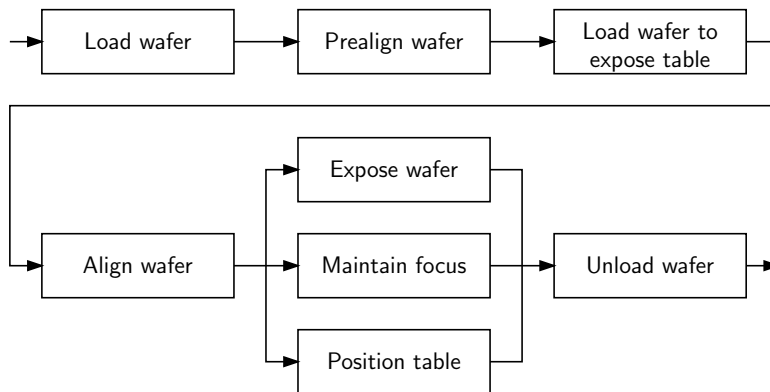 Load wafer
Prealign wafer
Load wafer to
expose table
Expose wafer
Align wafer
Maintain focus
Unload wafer
Position table